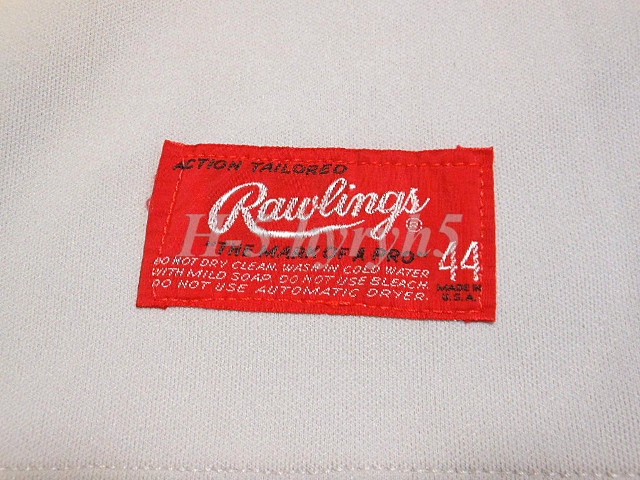 ACTION TAILORED
Rawlings®
"THE MARK OF A PRO"
DO NOT DRY CLEAN. WASH IN COLD WATER
WITH MILD SOAP. DO NOT USE BLEACH.
DO NOT USE AUTOMATIC DRYER.
44
MADE IN
U.S.A.